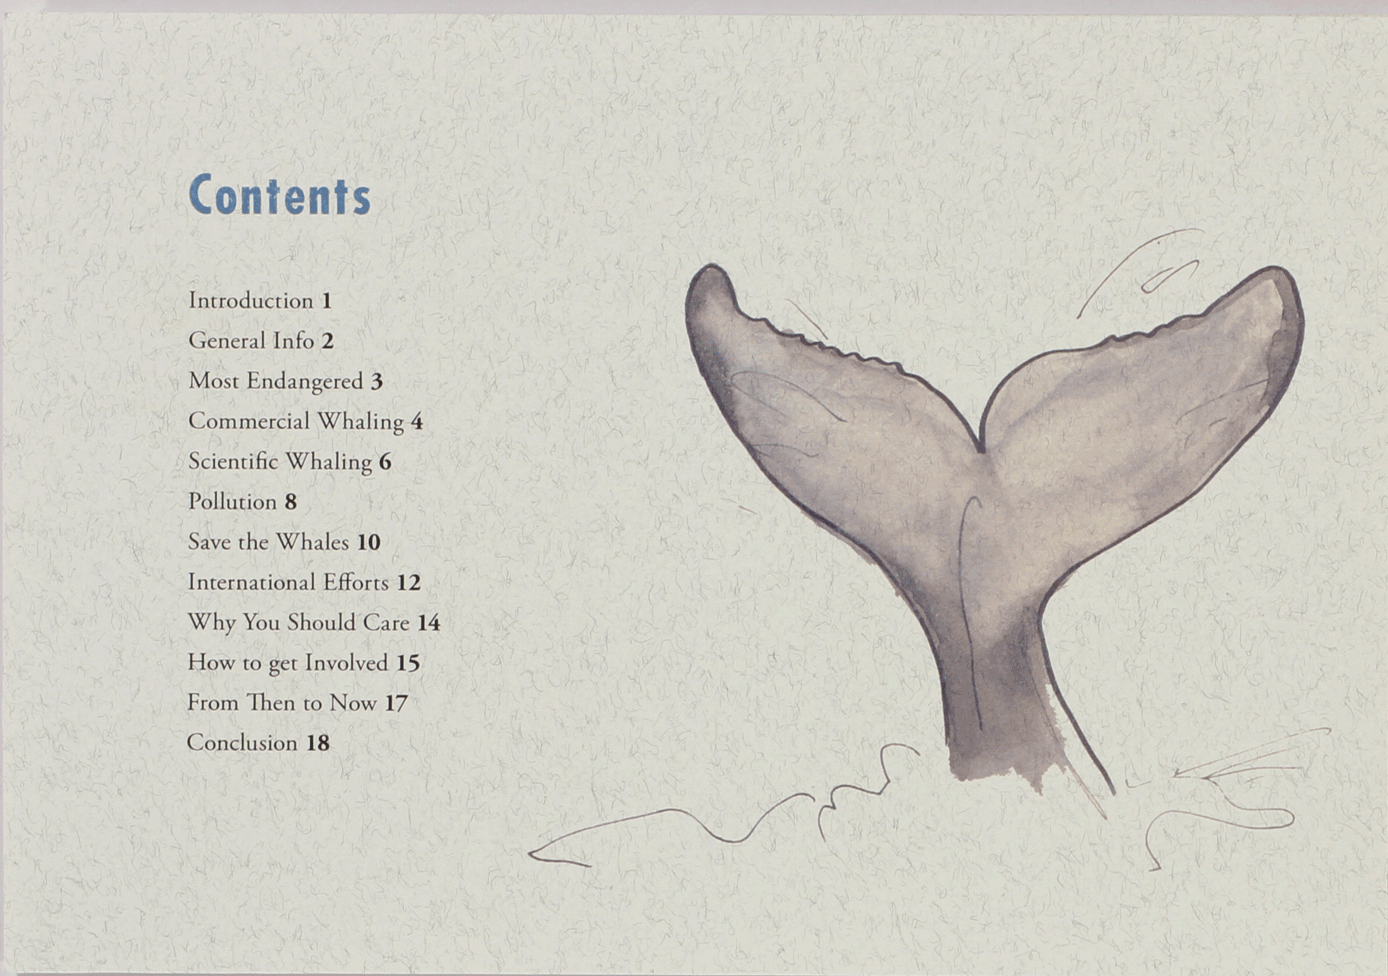 Contents
Introduction 1
General Info 2
Most Endangered 3
Commercial Whaling 4
Scientific Whaling 6
Pollution 8
Save the Whales 10
International Efforts 12
Why You Should Care 14
How to get Involved 15
From Then to Now 17
Conclusion 18